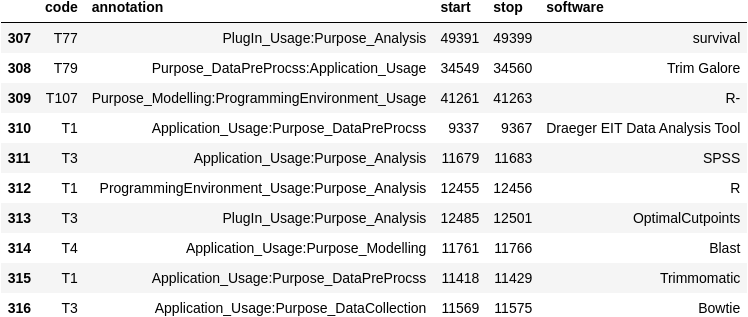 code annotation start stop software
307 T77 PlugIn_Usage:Purpose_Analysis 49391 49399 survival
308 T79 Purpose_DataPreProcss:Application_Usage 34549 34560 Trim Galore
309 T107 Purpose_Modelling:ProgrammingEnvironment_Usage 41261 41263 R-
310 T1 Application_Usage:Purpose_DataPreProcss 9337 9367 Draeger EIT Data Analysis Tool
311 T3 Application_Usage:Purpose_Analysis 11679 11683 SPSS
312 T1 ProgrammingEnvironment_Usage:Purpose_Analysis 12455 12456 R
313 T3 PlugIn_Usage:Purpose_Analysis 12485 12501 OptimalCutpoints
314 T4 Application_Usage:Purpose_Modelling 11761 11766 Blast
315 T1 Application_Usage:Purpose_DataPreProcss 11418 11429 Trimmomatic
316 T3 Application_Usage:Purpose_DataCollection 11569 11575 Bowtie